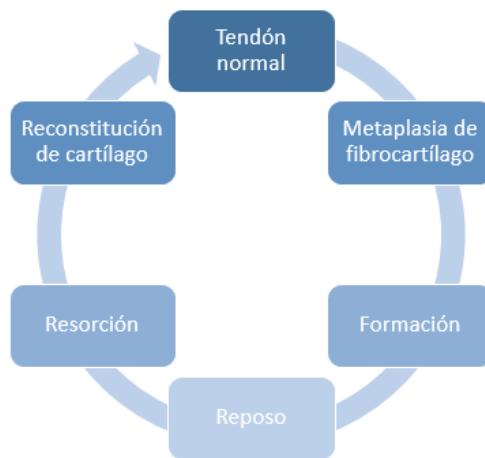 Tendón
normal
Metaplasia de
fibrocartílago
Formación
Reposo
Resorción
Reconstitución
de cartílago